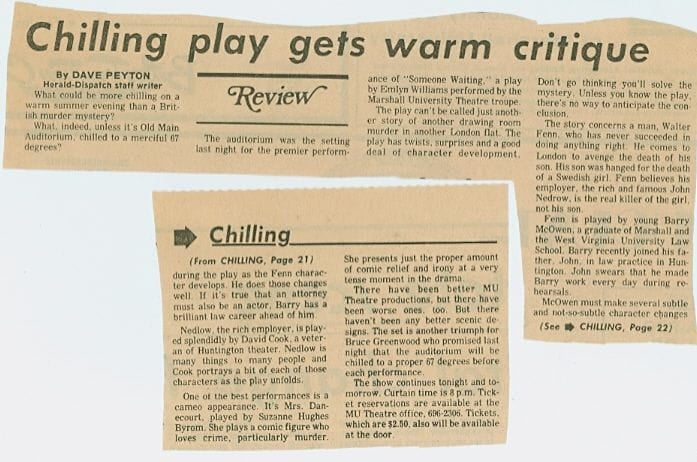 Chilling play gets warm critique
By DAVE PEYTON
Herald-Dispatch staff writer
What could be more chilling on a
warm summer evening than a Brit-
ish murder mystery?
What, indeed, unless it's Old Main
Auditorium, chilled to a merciful 67
degrees?
Review
The auditorium was the setting
last night for the premier perform-
ance of "Someone Waiting," a play
by Emlyn Williams performed by the
Marshall University Theatre troupe.
The play can't be called just anoth-
er story of another drawing room
murder in another London flat. The
play has twists, surprises and a good
deal of character development.
Don't go thinking you'll solve the
mystery. Unless you know the play,
there's no way to anticipate the con-
clusion.
The story concerns a man, Walter
Fenn, who has never succeeded in
doing anything right. He comes to
London to avenge the death of his
son. His son was hanged for the death
of a Swedish girl. Fenn believes his
employer, the rich and famous John
Nedrow, is the real killer of the girl,
not his son.
Fenn is played by young Barry
McOwen, a graduate of Marshall and
the West Virginia University Law
School. Barry recently joined his fa-
ther, John, in law practice in Hun-
tington. John swears that he made
Barry work every day during re-
hearsals.
McOwen must make several subtle
and not-so-subtle character changes
(See CHILLING, Page 22)
Chilling
(From CHILLING, Page 21)
during the play as the Fenn charac-
ter develops. He does those changes
well. If it's true that an attorney
must also be an actor, Barry has a
brilliant law career ahead of him.
Nedlow, the rich employer, is play-
ed splendidly by David Cook, a veter-
an of Huntington theater. Nedlow is
many things to many people and
Cook portrays a bit of each of those
characters as the play unfolds.
One of the best performances is a
cameo appearance. It's Mrs. Dan-
ecourt, played by Suzanne Hughes
Byrom. She plays a comic figure who
loves crime, particularly murder.
She presents just the proper amount
of comic relief and irony at a very
tense moment in the drama.
There have been better MU
Theatre productions, but there have
been worse ones, too. But there
haven't been any better scenic de-
signs. The set is another triumph for
Bruce Greenwood who promised last
night that the auditorium will be
chilled to a proper 67 degrees before
each performance.
The show continues tonight and to-
morrow. Curtain time is 8 p.m. Tick-
et reservations are available at the
MU Theatre office, 696-2306. Tickets,
which are $2.50, also will be available
at the door.